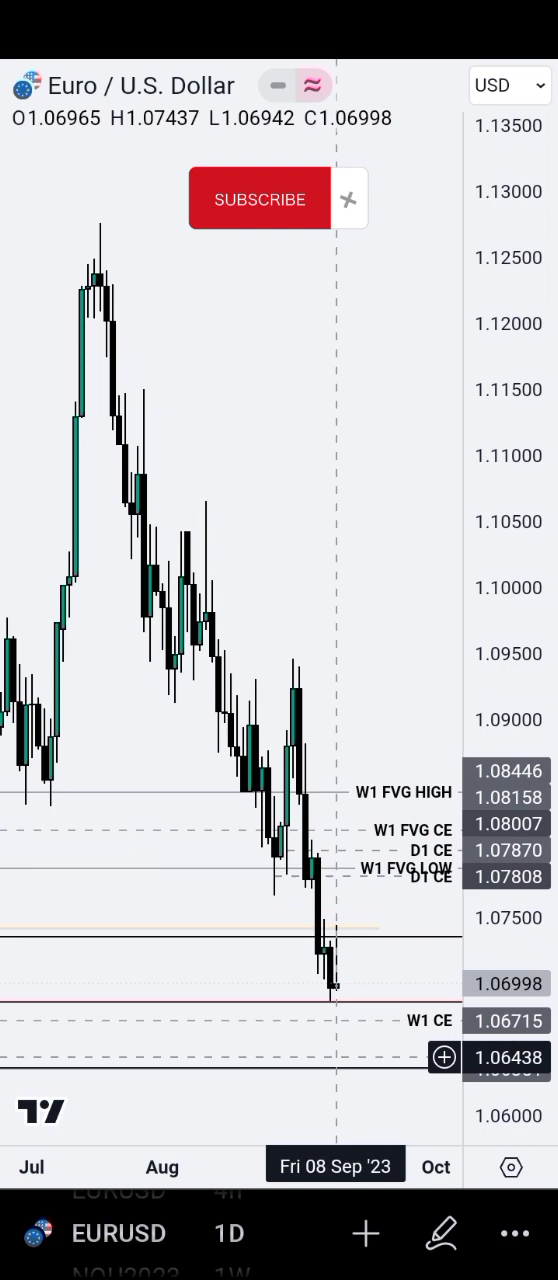 Euro / U.S. Dollar
USD
O1.06965 H1.07437 L1.06942 C1.06998
1.13500
SUBSCRIBE
1.13000
1.12500
1.12000
1.11500
1.11000
1.10500
1.10000
1.09500
1.09000
1.08446
W1 FVG HIGH
1.08158
W1 FVG CE
1.08007
D1 CE
1.07870
W1 FVG LOW
D1 CE
1.07808
1.07500
1.06998
W1 CE
1.06715
1.06438
1.06000
Jul
Aug
Fri 08 Sep '23
Oct
EURUSD 4h
EURUSD 1D
NQU2023 1W